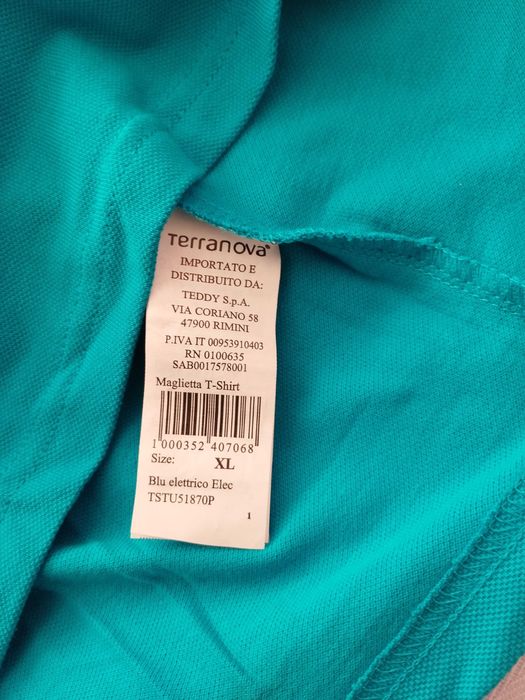 Terranova®
IMPORTATO E
DISTRIBUITO DA:
TEDDY S.p.A.
VIA CORIANO 58
47900 RIMINI
P.IVA IT 00953910403
RN 0100635
SAB0017578001
Maglietta T-Shirt
1 000352 407068
Size: XL
Blu elettrico Elec
TSTU51870P
1